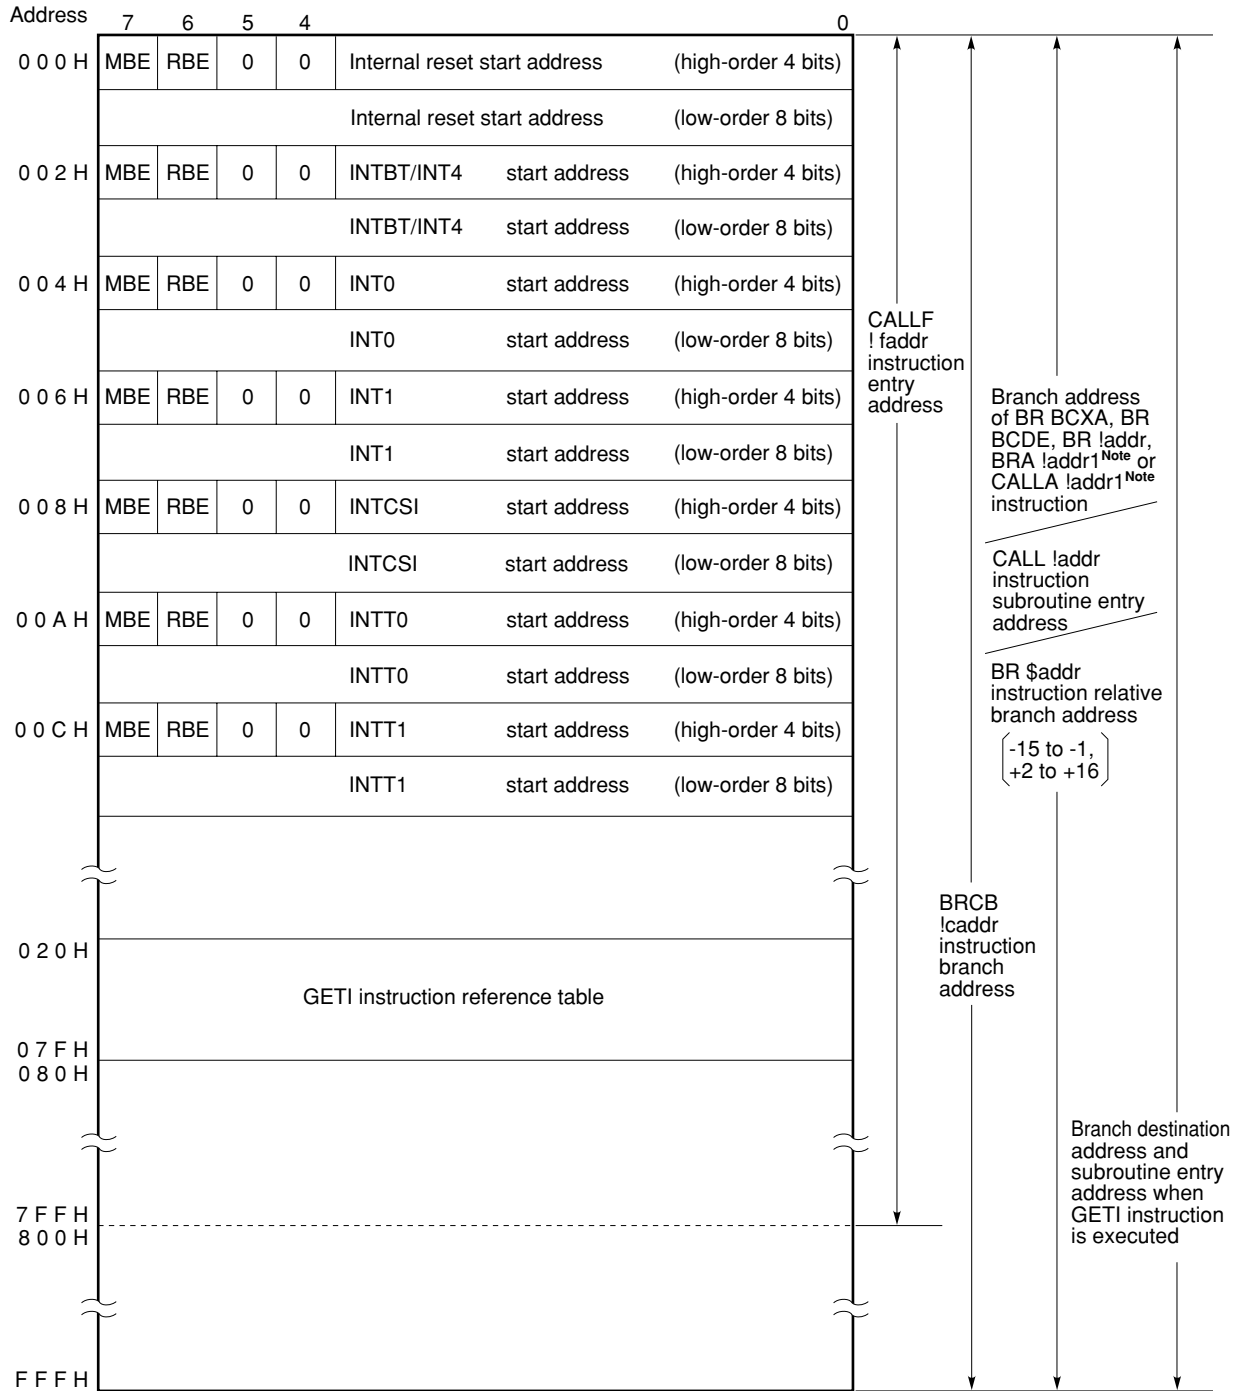 Address 7 6 5 4 0
0 0 0 H MBE RBE 0 0 Internal reset start address (high-order 4 bits)
Internal reset start address (low-order 8 bits)
0 0 2 H MBE RBE 0 0 INTBT/INT4 start address (high-order 4 bits)
INTBT/INT4 start address (low-order 8 bits)
0 0 4 H MBE RBE 0 0 INT0 start address (high-order 4 bits)
INT0 start address (low-order 8 bits)
0 0 6 H MBE RBE 0 0 INT1 start address (high-order 4 bits)
INT1 start address (low-order 8 bits)
0 0 8 H MBE RBE 0 0 INTCSI start address (high-order 4 bits)
INTCSI start address (low-order 8 bits)
0 0 A H MBE RBE 0 0 INTT0 start address (high-order 4 bits)
INTT0 start address (low-order 8 bits)
0 0 C H MBE RBE 0 0 INTT1 start address (high-order 4 bits)
INTT1 start address (low-order 8 bits)
0 2 0 H
GETI instruction reference table
0 7 F H
0 8 0 H
7 F F H
8 0 0 H
F F F H
CALLF
! faddr
instruction
entry
address
BRCB
!caddr
instruction
branch
address
Branch address
of BR BCXA, BR
BCDE, BR !addr,
BRA !addr1Note or
CALLA !addr1Note
instruction
CALL !addr
instruction
subroutine entry
address
BR $addr
instruction relative
branch address
-15 to -1,
+2 to +16
Branch destination
address and
subroutine entry
address when
GETI instruction
is executed